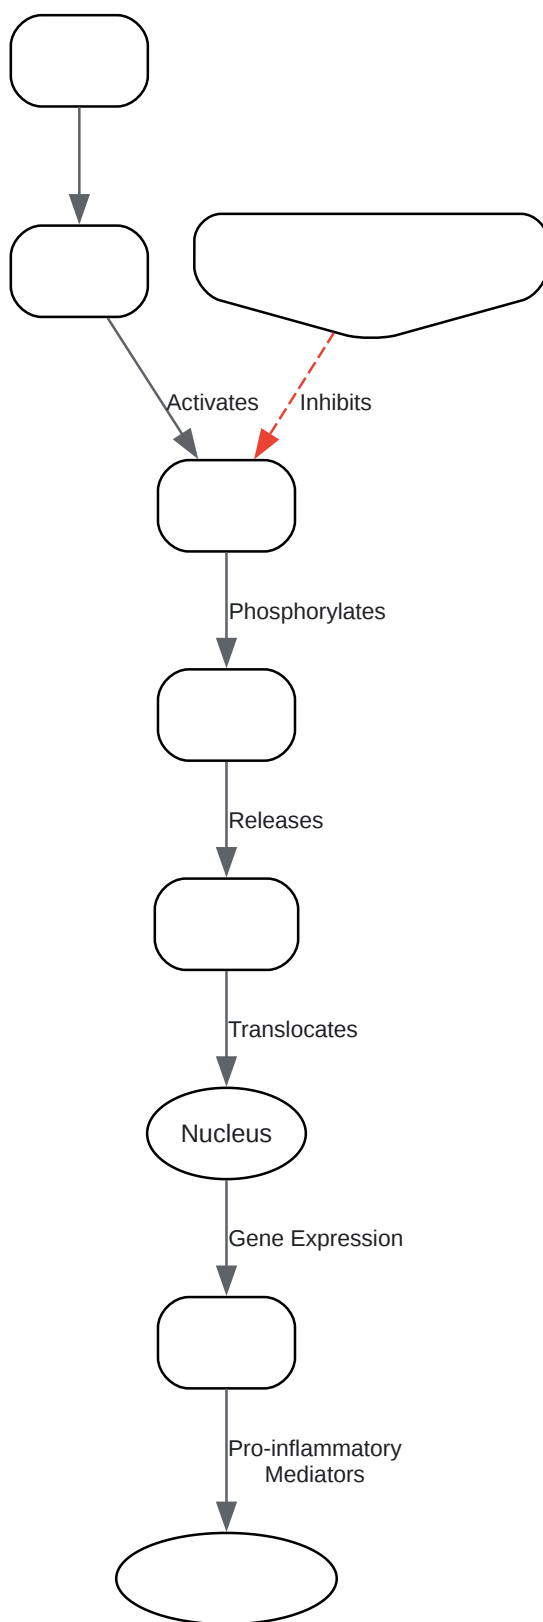 Activates
Inhibits
Phosphorylates
Releases
Translocates
Nucleus
Gene Expression
Pro-inflammatory
Mediators